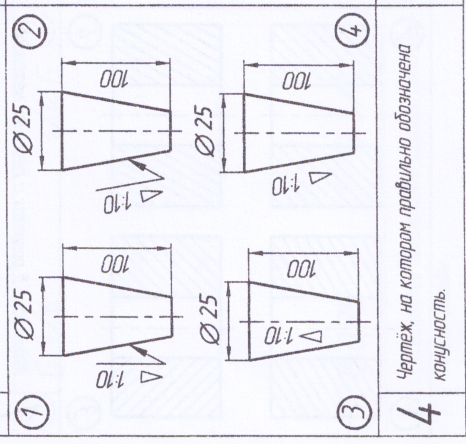 1
Ø 25
100
1:10
2
Ø 25
100
1:10
3
Ø 25
100
1:10
4
Ø 25
100
1:10
4
Чертёж, на котором правильно обозначена
конусность.